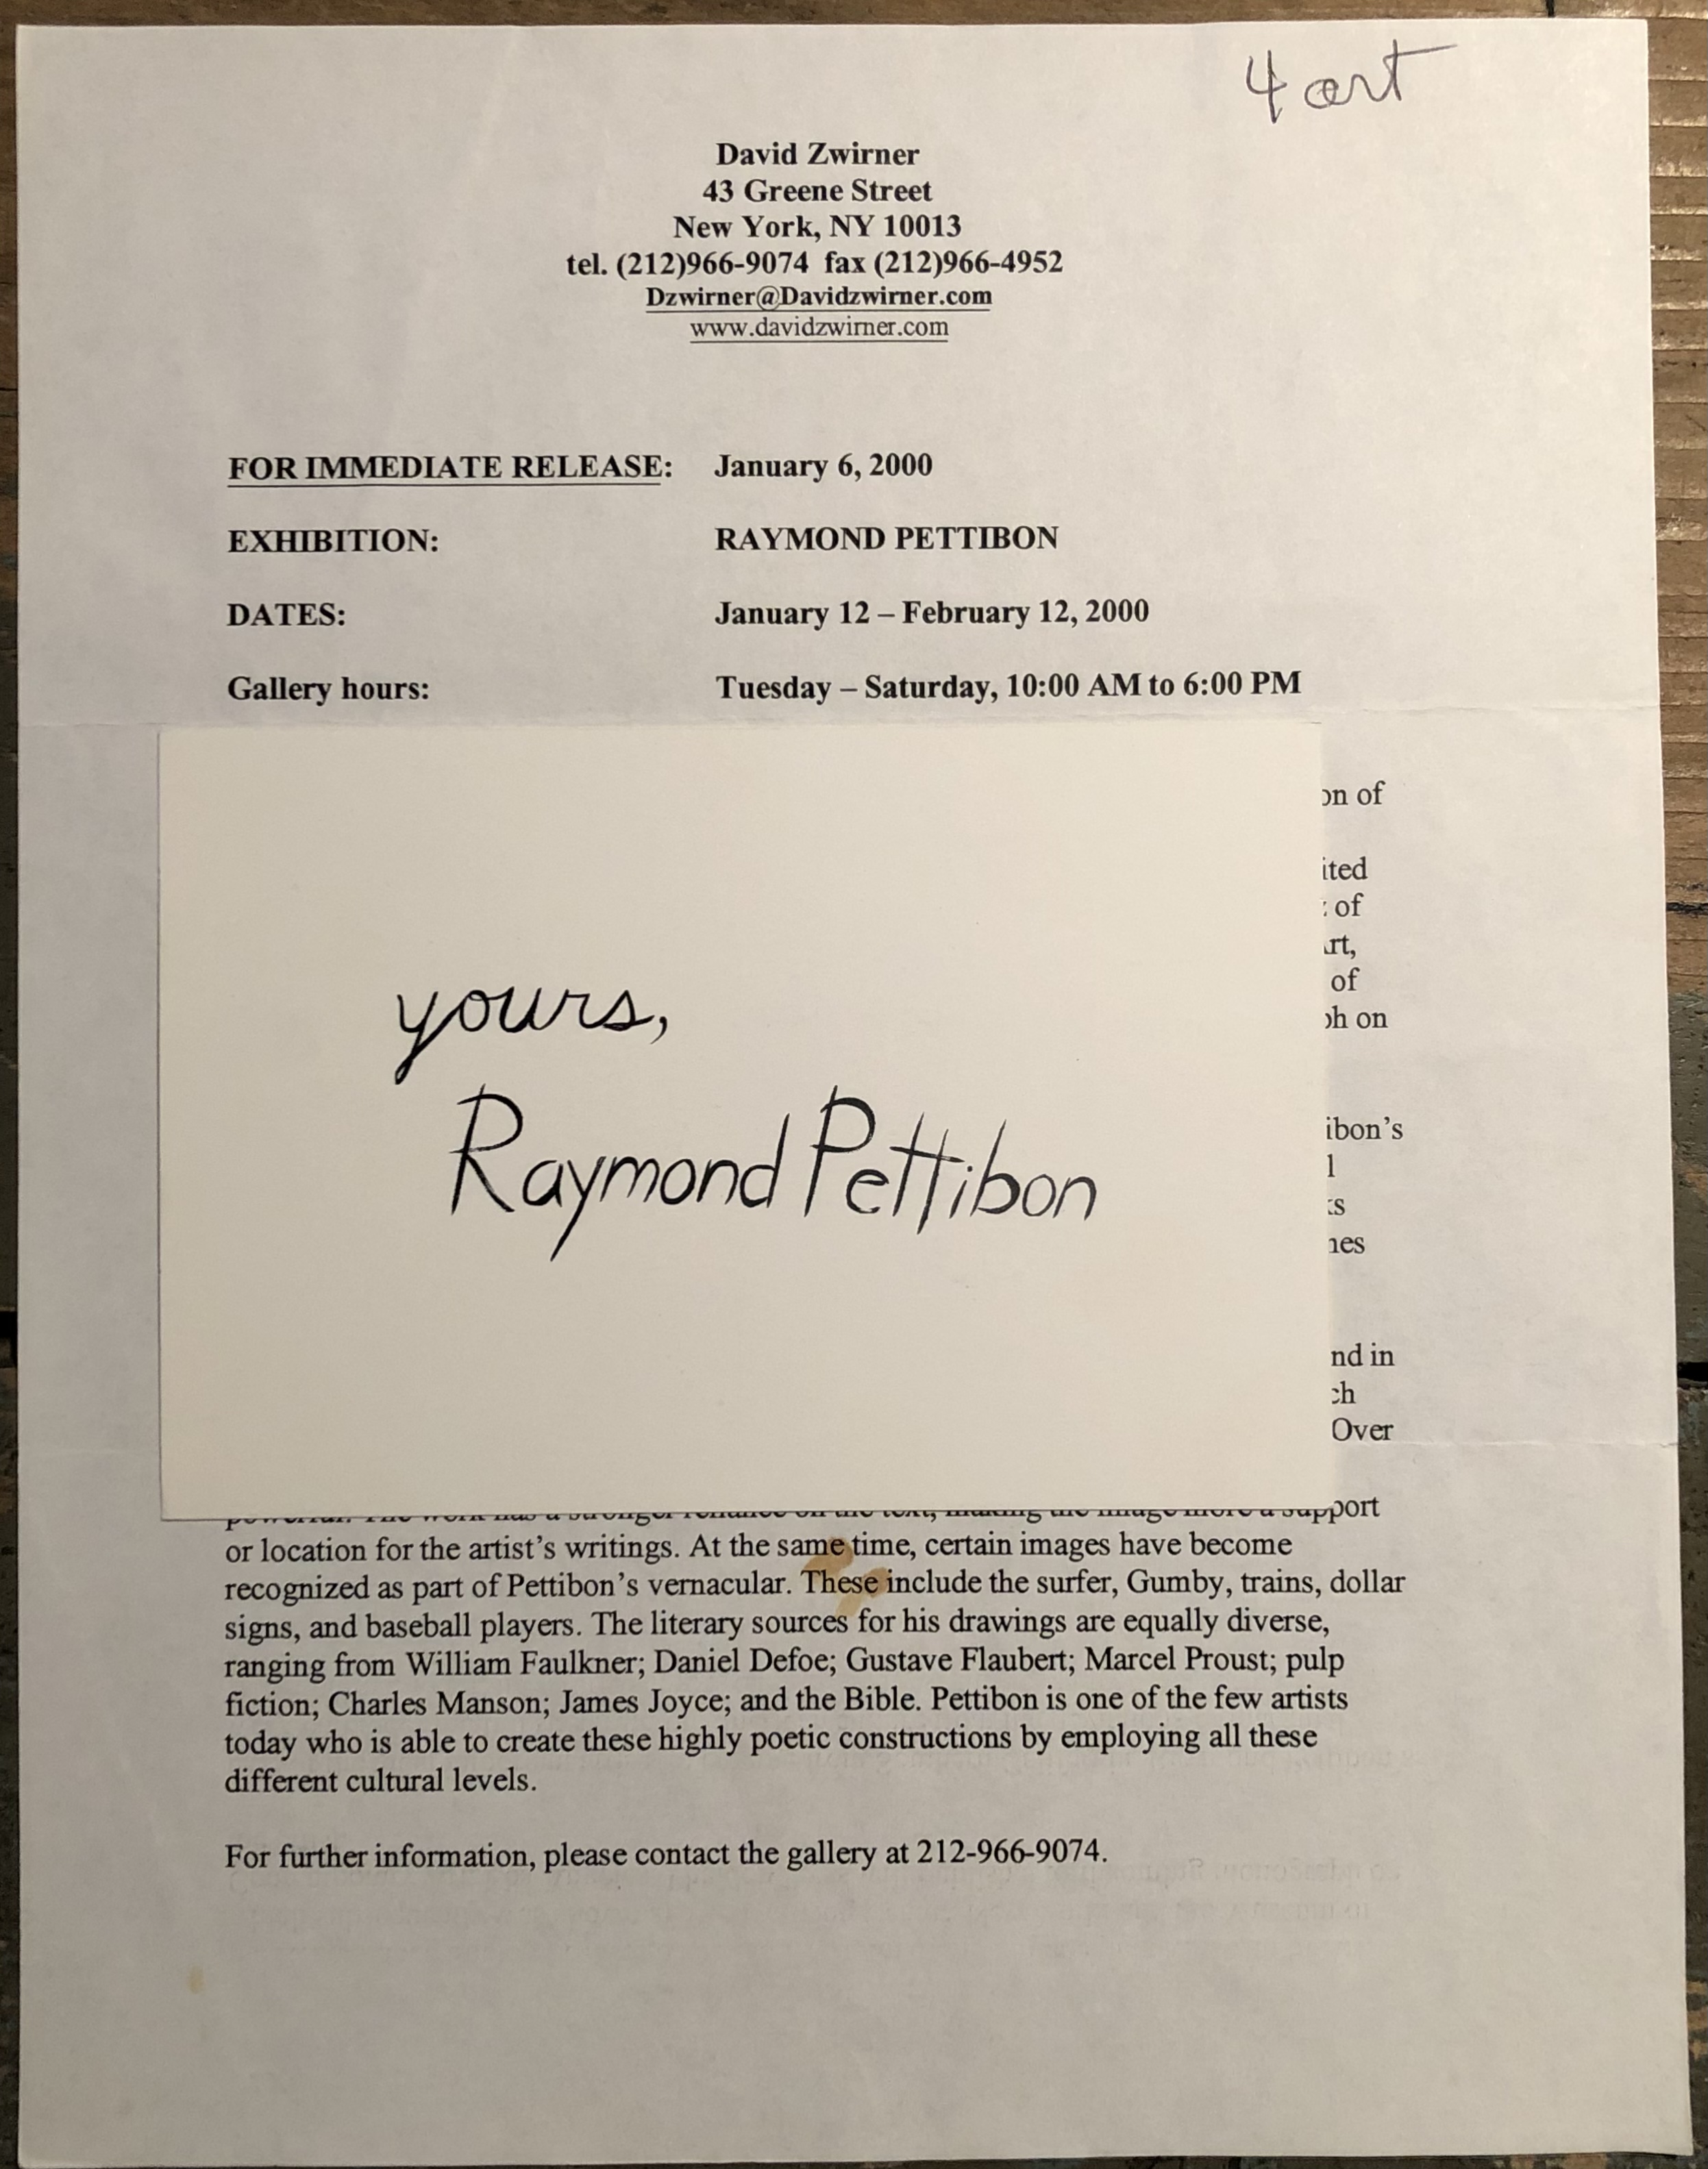 4 art
David Zwirner
43 Greene Street
New York, NY 10013
tel. (212)966-9074 fax (212)966-4952
Dzwirner@Davidzwirner.com
www.davidzwirner.com
FOR IMMEDIATE RELEASE: January 6, 2000
EXHIBITION: RAYMOND PETTIBON
DATES: January 12 – February 12, 2000
Gallery hours: Tuesday – Saturday, 10:00 AM to 6:00 PM
of
of
of
on
yours,
Raymond Pettibon
in
Over
or location for the artist's writings. At the same time, certain images have become
recognized as part of Pettibon's vernacular. These include the surfer, Gumby, trains, dollar
signs, and baseball players. The literary sources for his drawings are equally diverse,
ranging from William Faulkner; Daniel Defoe; Gustave Flaubert; Marcel Proust; pulp
fiction; Charles Manson; James Joyce; and the Bible. Pettibon is one of the few artists
today who is able to create these highly poetic constructions by employing all these
different cultural levels.
For further information, please contact the gallery at 212-966-9074.